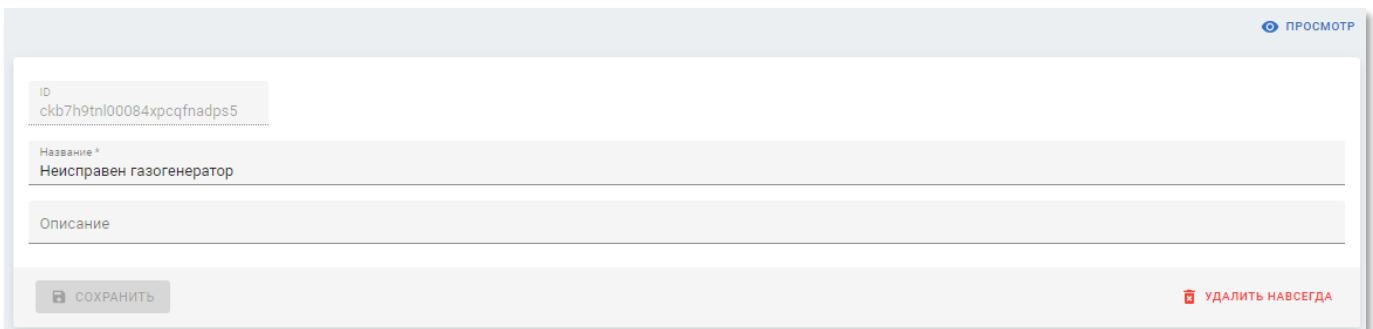 ПРОСМОТР
ID
ckb7h9tnl00084xpcqfnadps5
Название *
Неисправен газогенератор
Описание
СОХРАНИТЬ
УДАЛИТЬ НАВСЕГДА